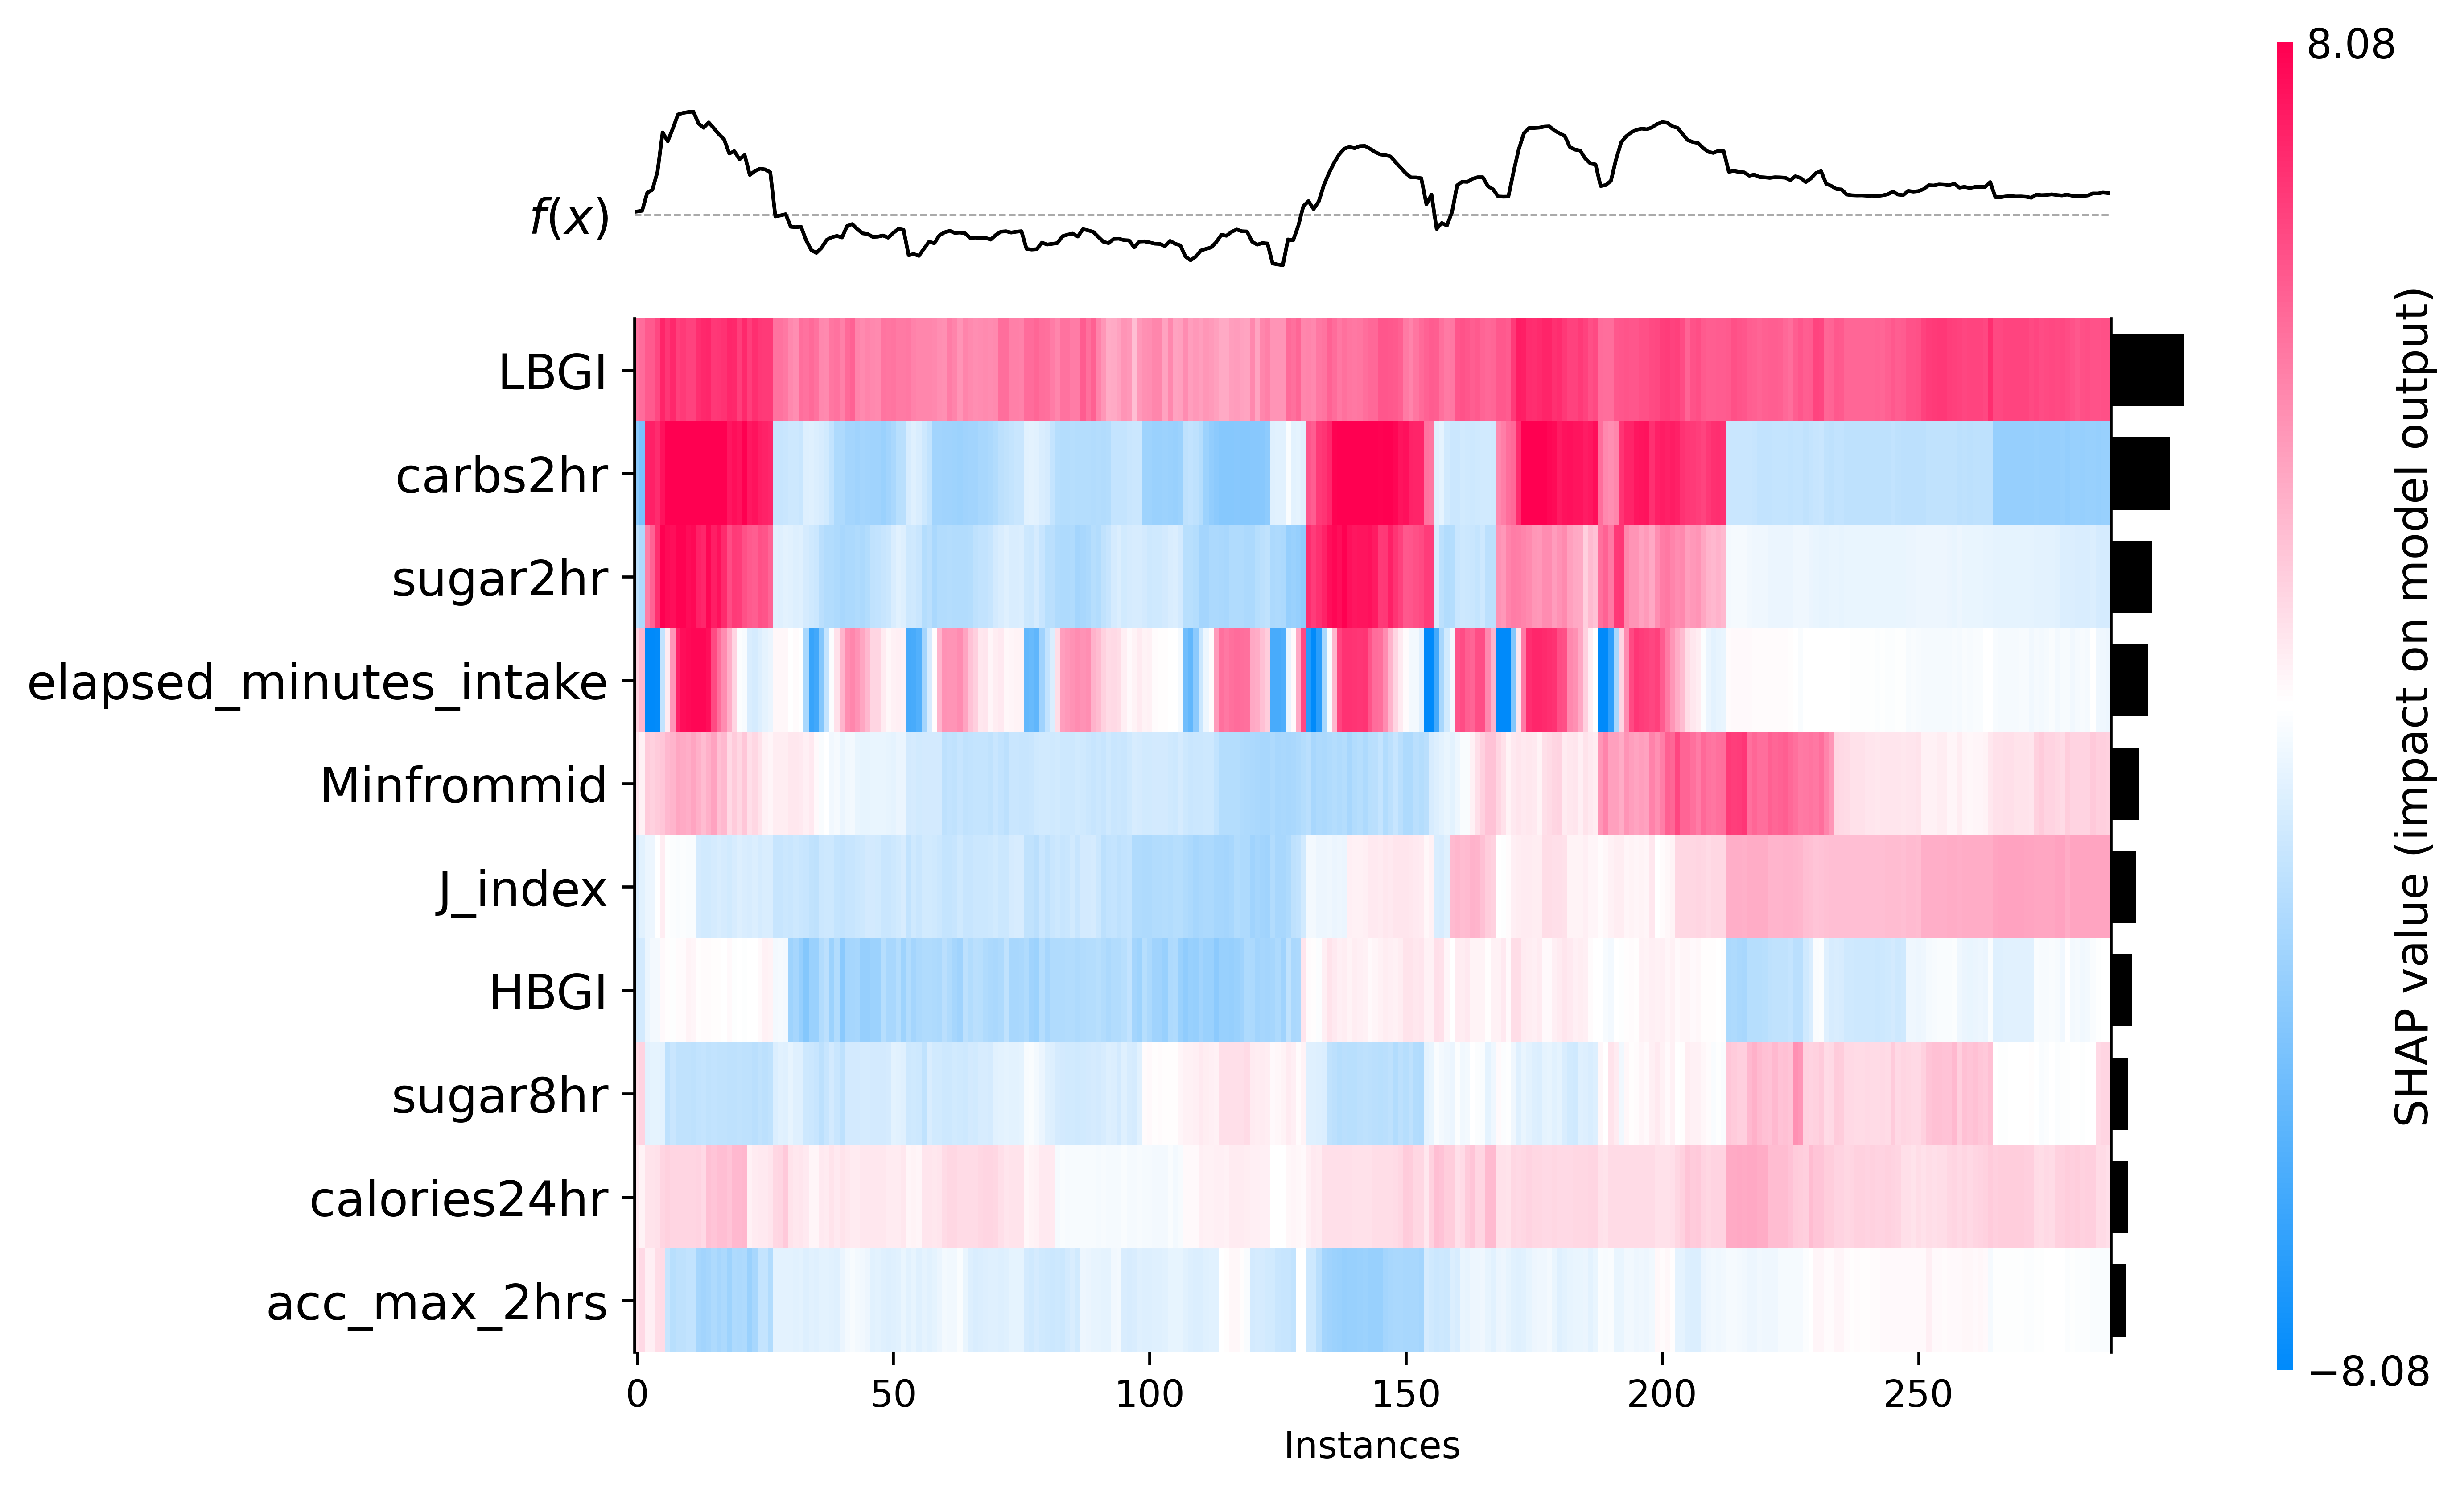 8.08
f(x)
LBGI
carbs2hr
sugar2hr
elapsed_minutes_intake
Minfrommid
J_index
HBGI
sugar8hr
calories24hr
acc_max_2hrs
0 50 100 150 200 250
Instances
−8.08
SHAP value (impact on model output)